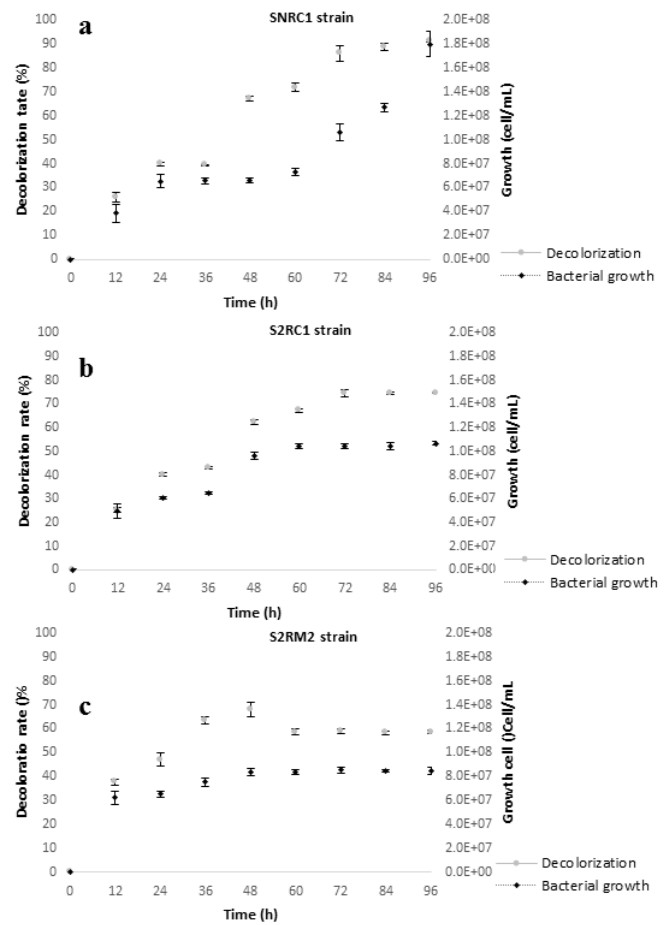 SNRC1 strain
a
Decolorization tate (%)
Growth (cell/mL)
100
90
80
70
60
50
40
30
20
10
0
2.0E+08
1.8E+08
1.6E+08
1.4E+08
1.2E+08
1.0E+08
8.0E+07
6.0E+07
4.0E+07
2.0E+07
0.0E+00
0 12 24 36 48 60 72 84 96
Time (h)
Decolorization
Bacterial growth
S2RC1 strain
b
Decolorization rate (%)
Growth (cell/mL)
100
90
80
70
60
50
40
30
20
10
0
2.0E+08
1.8E+08
1.6E+08
1.4E+08
1.2E+08
1.0E+08
8.0E+07
6.0E+07
4.0E+07
2.0E+07
0.0E+00
0 12 24 36 48 60 72 84 96
Time (h)
Decolorization
Bacterial growth
S2RM2 strain
c
Decoloratio rate ()%
Growth cell ()Cell/mL
100
90
80
70
60
50
40
30
20
10
0
2.0E+08
1.8E+08
1.6E+08
1.4E+08
1.2E+08
1.0E+08
8.0E+07
6.0E+07
4.0E+07
2.0E+07
0.0E+00
0 12 24 36 48 60 72 84 96
Time (h)
Decolorization
Bacterial growth